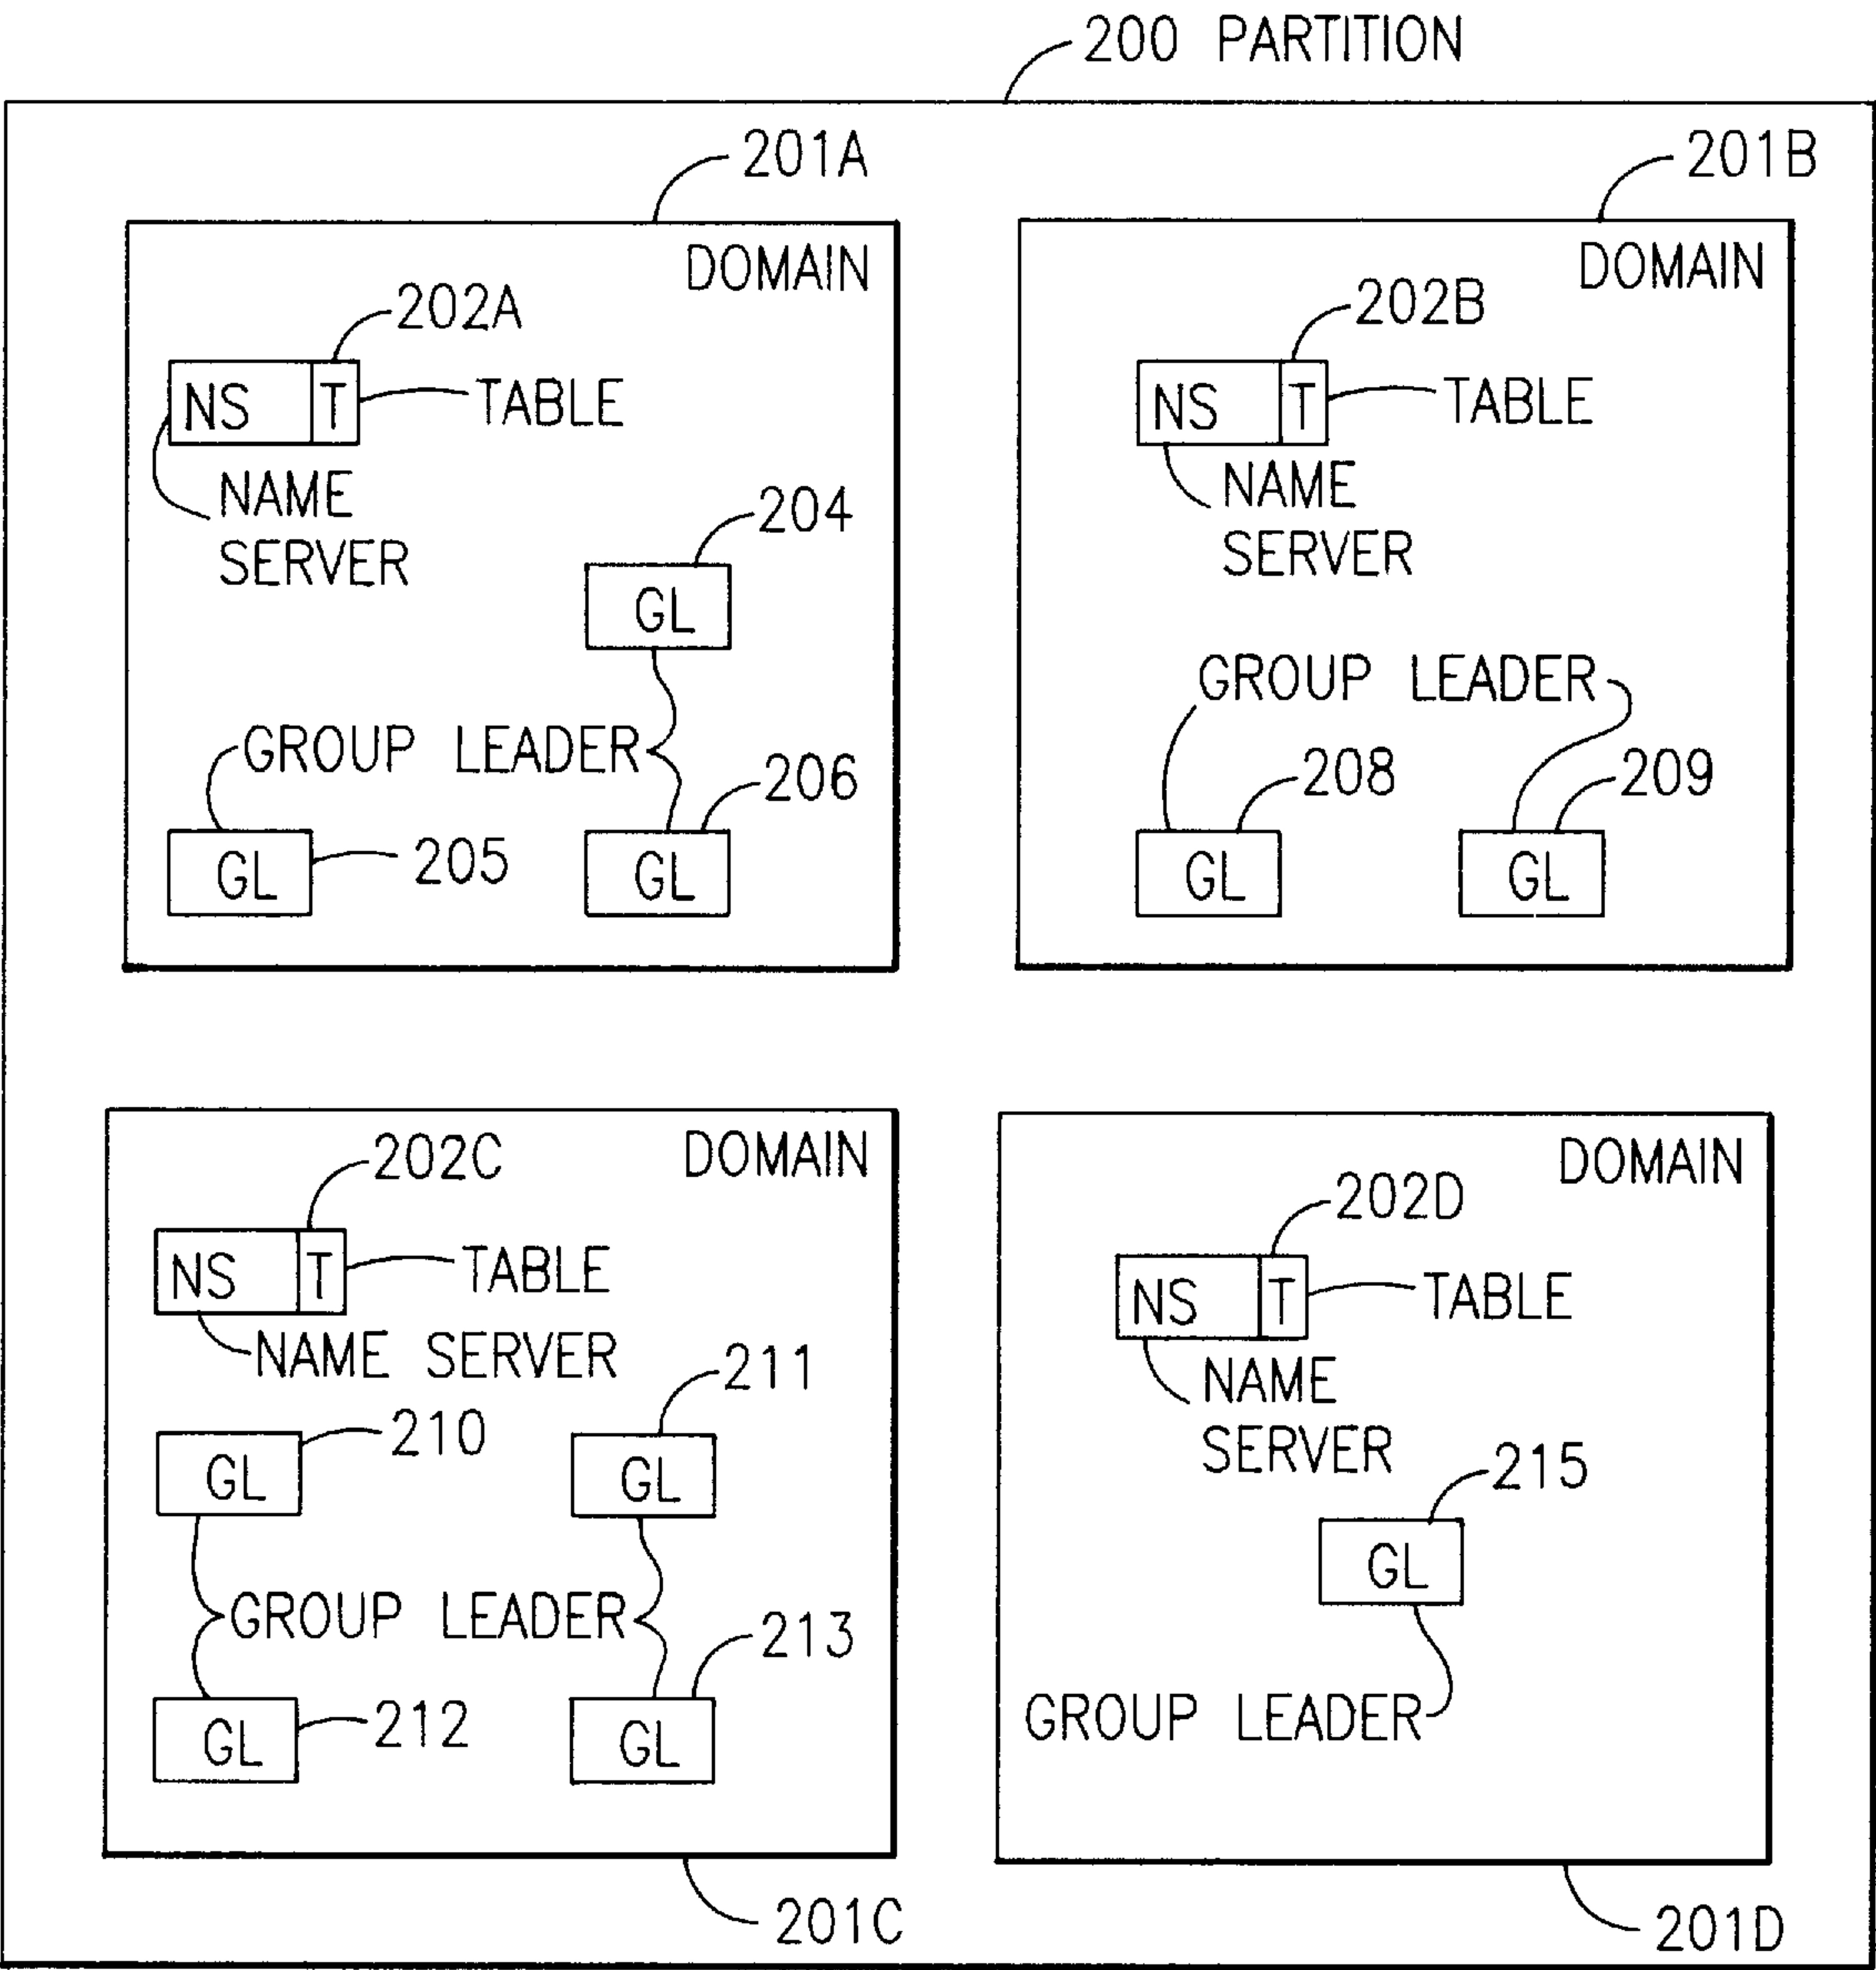 200 PARTITION
201A
DOMAIN
202A
NS T
TABLE
NAME
SERVER
204
GL
GROUP LEADER
206
GL
205
GL
201B
DOMAIN
202B
NS T
TABLE
NAME
SERVER
GROUP LEADER
208
209
GL
GL
DOMAIN
202C
NS T
TABLE
NAME SERVER
210
211
GL
GL
GROUP LEADER
213
212
GL
GL
201C
DOMAIN
202D
NS T
TABLE
NAME
SERVER
215
GL
GROUP LEADER
201D